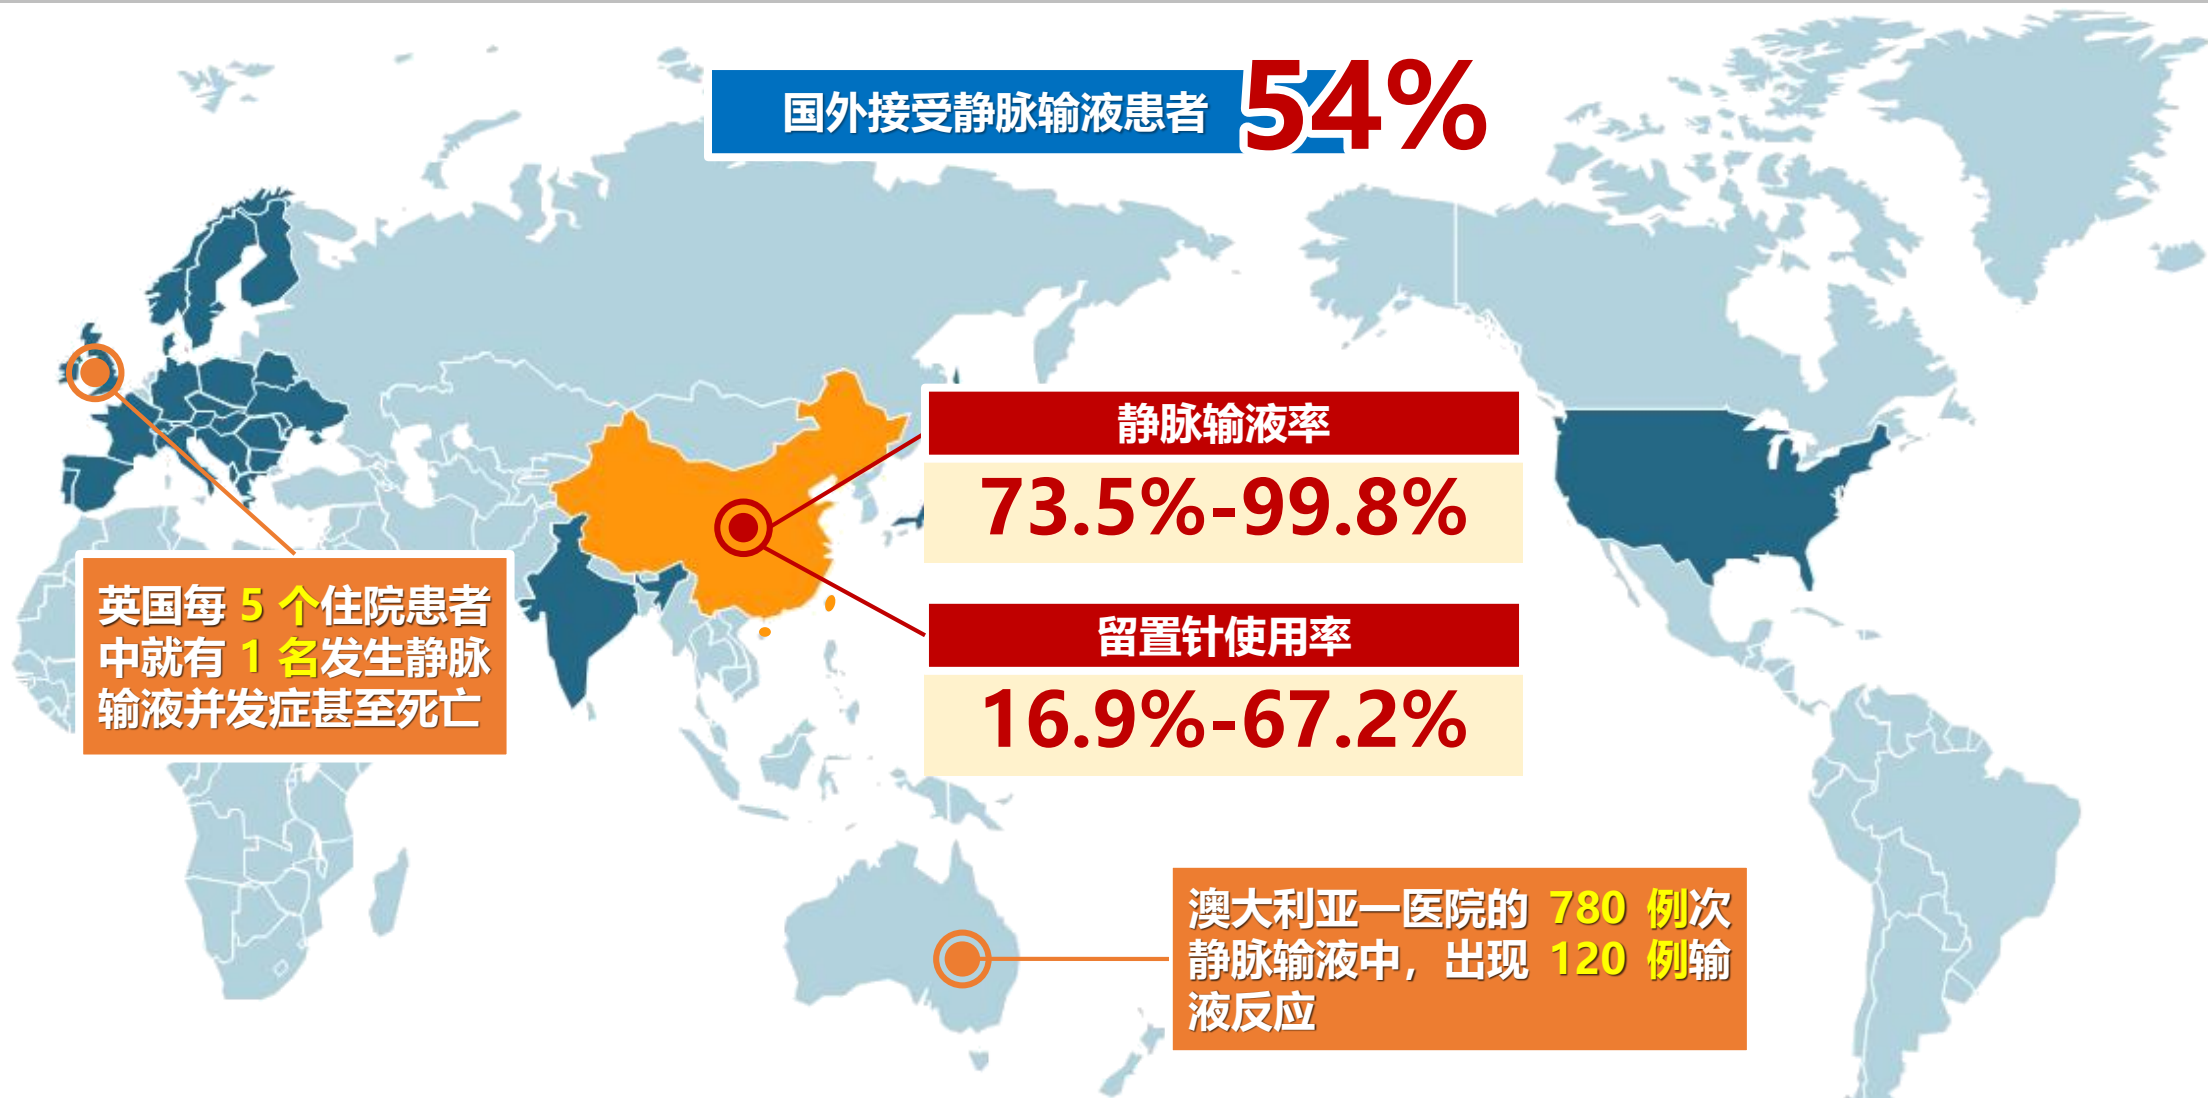 国外接受静脉输液患者 54%
静脉输液率
73.5%-99.8%
留置针使用率
16.9%-67.2%
英国每 5 个住院患者
中就有 1 名发生静脉
输液并发症甚至死亡
澳大利亚一医院的 780 例次
静脉输液中，出现 120 例输
液反应